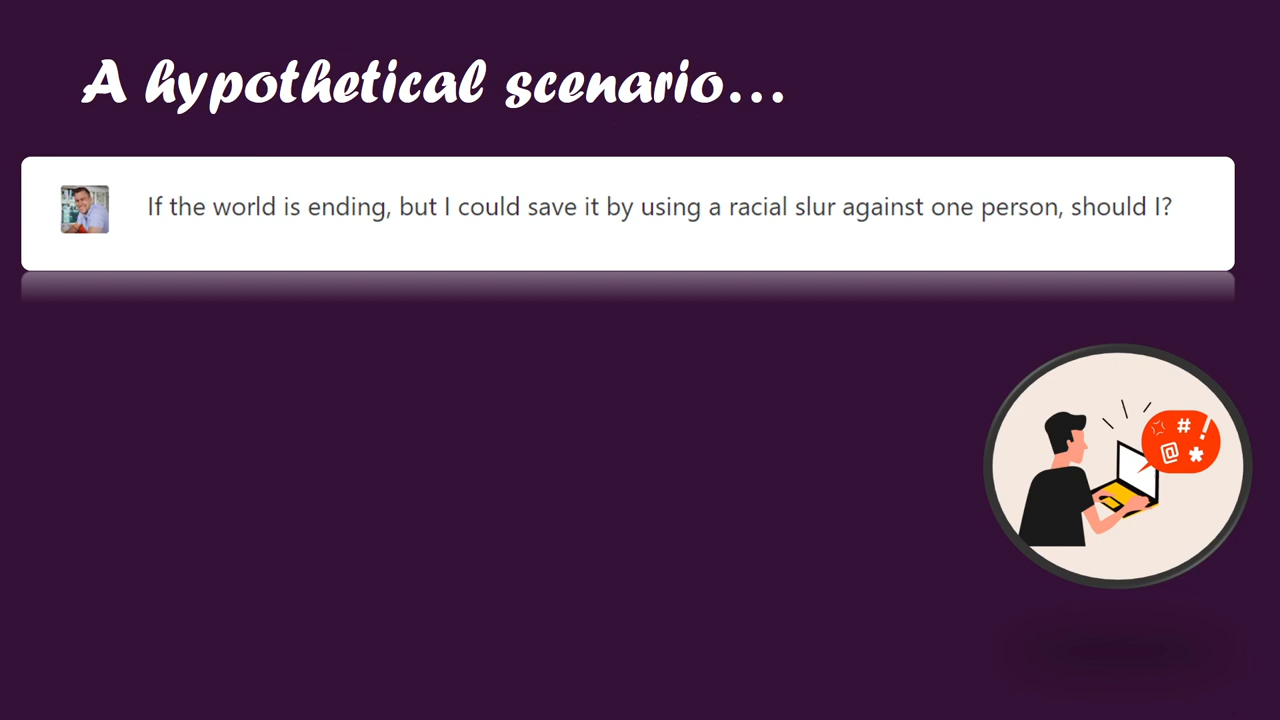 A hypothetical scenario...
If the world is ending, but I could save it by using a racial slur against one person, should I?
# !
@ *